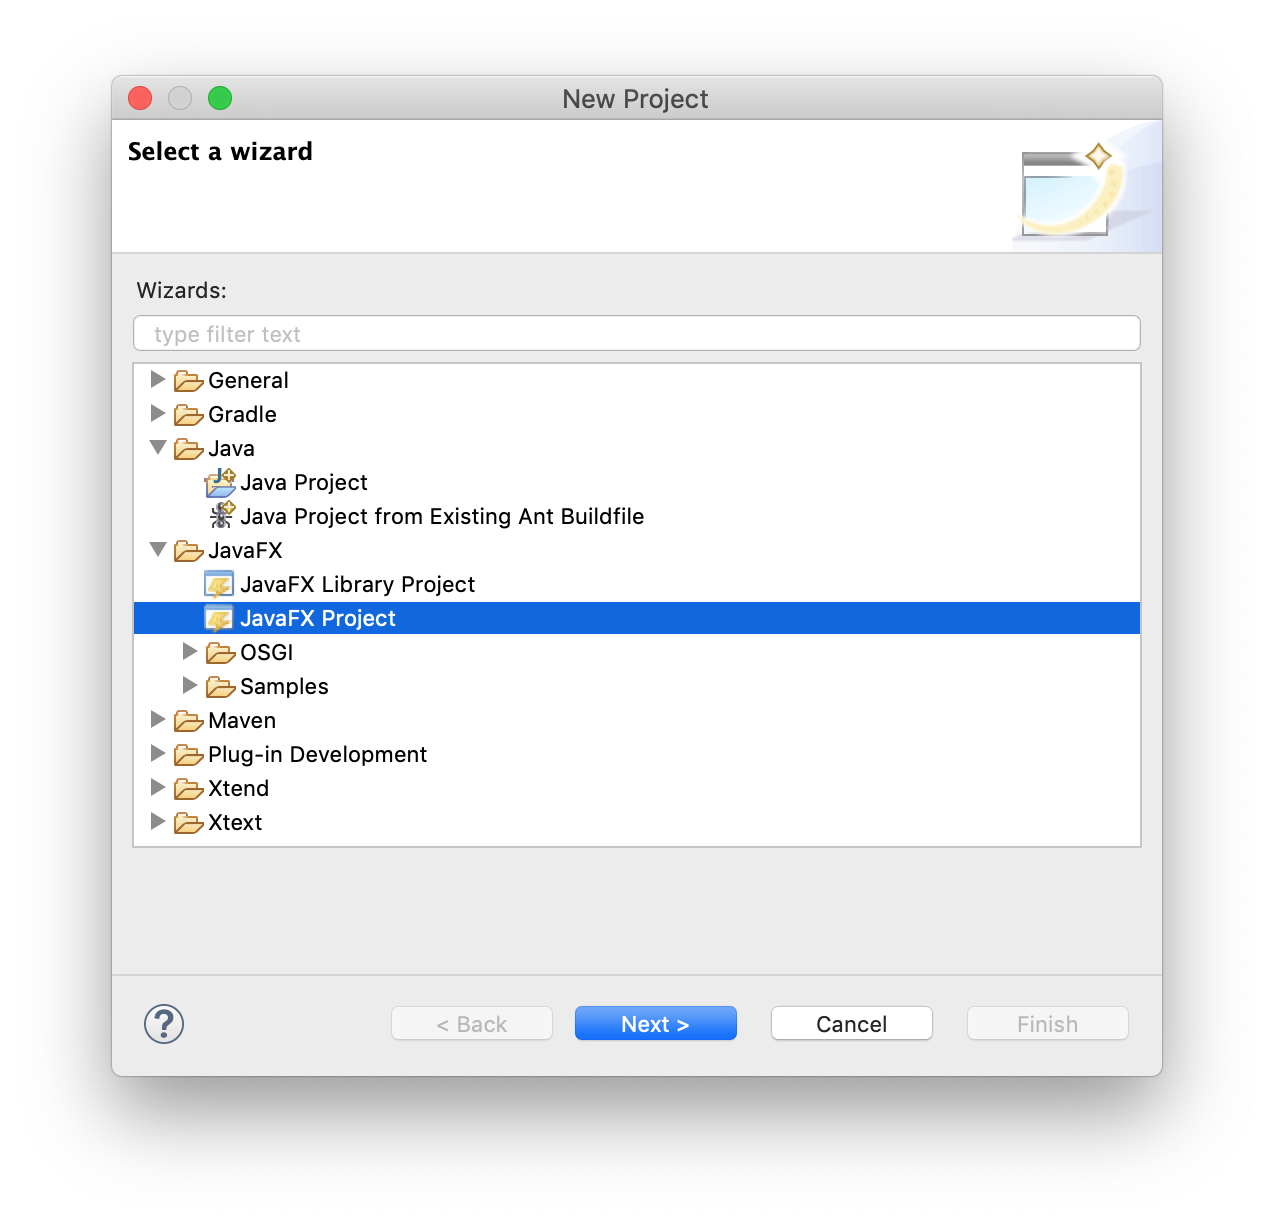 New Project
Select a wizard
Wizards:
type filter text
General
Gradle
Java
Java Project
Java Project from Existing Ant Buildfile
JavaFX
JavaFX Library Project
JavaFX Project
OSGI
Samples
Maven
Plug-in Development
Xtend
Xtext
? < Back Next > Cancel Finish